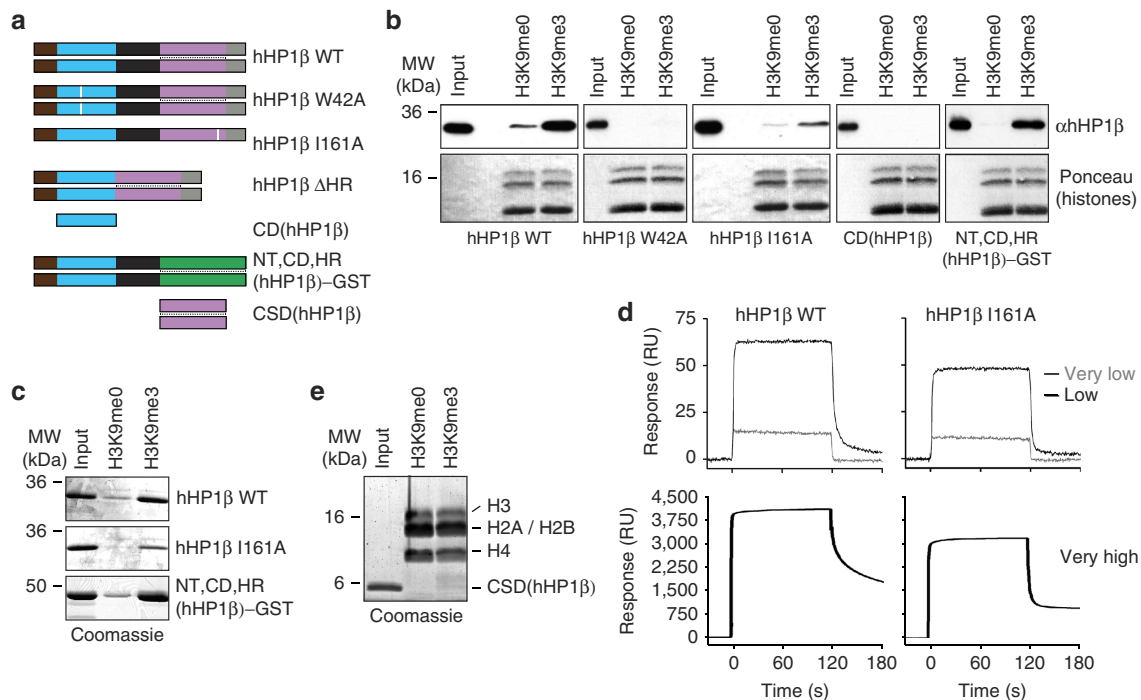 a
hHP1β WT
hHP1β W42A
hHP1β I161A
hHP1β ΔHR
CD(hHP1β)
NT,CD,HR
(hHP1β)–GST
CSD(hHP1β)
b
MW
(kDa)
Input
H3K9me0
H3K9me3
Input
H3K9me0
H3K9me3
Input
H3K9me0
H3K9me3
Input
H3K9me0
H3K9me3
Input
H3K9me0
H3K9me3
36
αhHP1β
16
Ponceau
(histones)
hHP1β WT
hHP1β W42A
hHP1β I161A
CD(hHP1β)
NT,CD,HR
(hHP1β)–GST
c
MW
(kDa)
Input
H3K9me0
H3K9me3
36
hHP1β WT
36
hHP1β I161A
50
NT,CD,HR
(hHP1β)–GST
Coomassie
e
MW
(kDa)
Input
H3K9me0
H3K9me3
16
H3
H2A / H2B
H4
6
CSD(hHP1β)
Coomassie
d
hHP1β WT
hHP1β I161A
Response (RU)
75
50
25
0
Very low
Low
Response (RU)
4,500
3,750
3,000
2,250
1,500
750
0
Very high
0 60 120 180
0 60 120 180
Time (s)
Time (s)